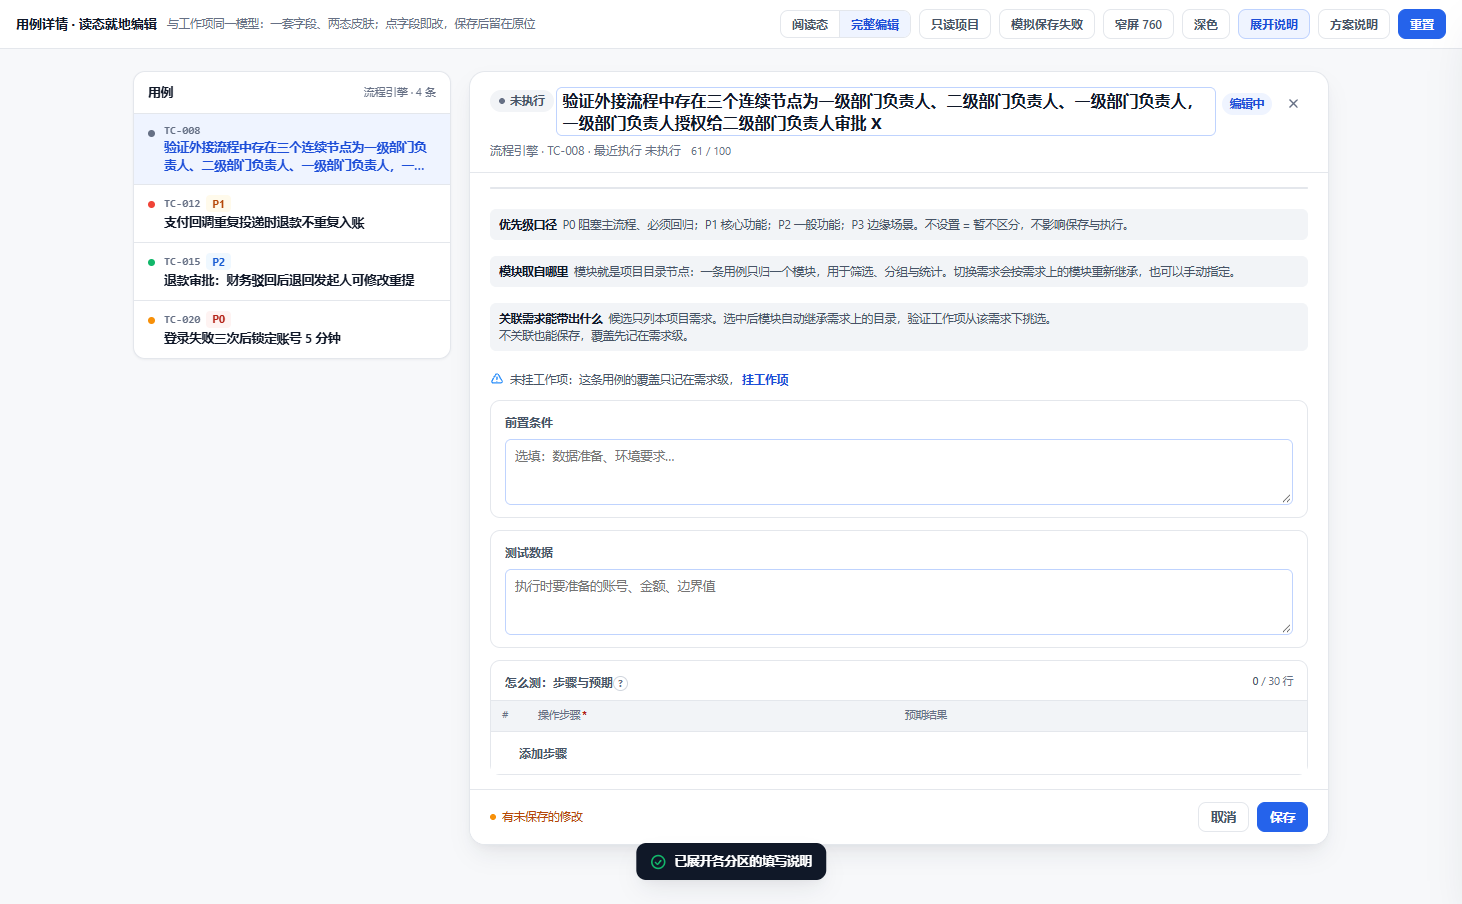 用例详情 · 读态就地编辑 与工作项同一模型：一套字段、两态皮肤；点字段即改，保存后留在原位
阅读态 完整编辑 只读项目 模拟保存失败 窄屏 760 深色 展开说明 方案说明 重置
用例 流程引擎 · 4 条
TC-008
验证外接流程中存在三个连续节点为一级部门负
责人、二级部门负责人、一级部门负责人，一...
TC-012 P1
支付回调重复投递时退款不重复入账
TC-015 P2
退款审批：财务驳回后退回发起人可修改重提
TC-020 P0
登录失败三次后锁定账号 5 分钟
未执行
验证外接流程中存在三个连续节点为一级部门负责人、二级部门负责人、一级部门负责人，
一级部门负责人授权给二级部门负责人审批 X
编辑中
流程引擎 · TC-008 · 最近执行 未执行 61 / 100
优先级口径 P0 阻塞主流程、必须回归；P1 核心功能；P2 一般功能；P3 边缘场景。不设置 = 暂不区分，不影响保存与执行。
模块取自哪里 模块就是项目目录节点：一条用例只归一个模块，用于筛选、分组与统计。切换需求会按需求上的模块重新继承，也可以手动指定。
关联需求能带出什么 候选只列本项目需求。选中后模块自动继承需求上的目录，验证工作项从该需求下挑选。
不关联也能保存，覆盖先记在需求级。
未挂工作项：这条用例的覆盖只记在需求级， 挂工作项
前置条件
选填：数据准备、环境要求...
测试数据
执行时要准备的账号、金额、边界值
怎么测：步骤与预期 ? 0 / 30 行
# 操作步骤* 预期结果
添加步骤
有未保存的修改 取消 保存
已展开各分区的填写说明